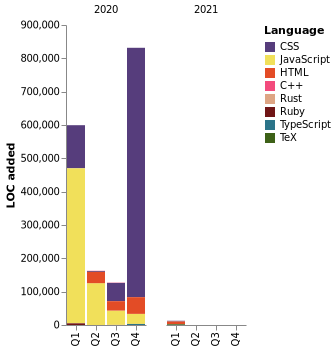 2020 2021
Language
CSS
JavaScript
HTML
C++
Rust
Ruby
TypeScript
TeX
LOC added
900,000
800,000
700,000
600,000
500,000
400,000
300,000
200,000
100,000
0
Q1 Q2 Q3 Q4 Q1 Q2 Q3 Q4